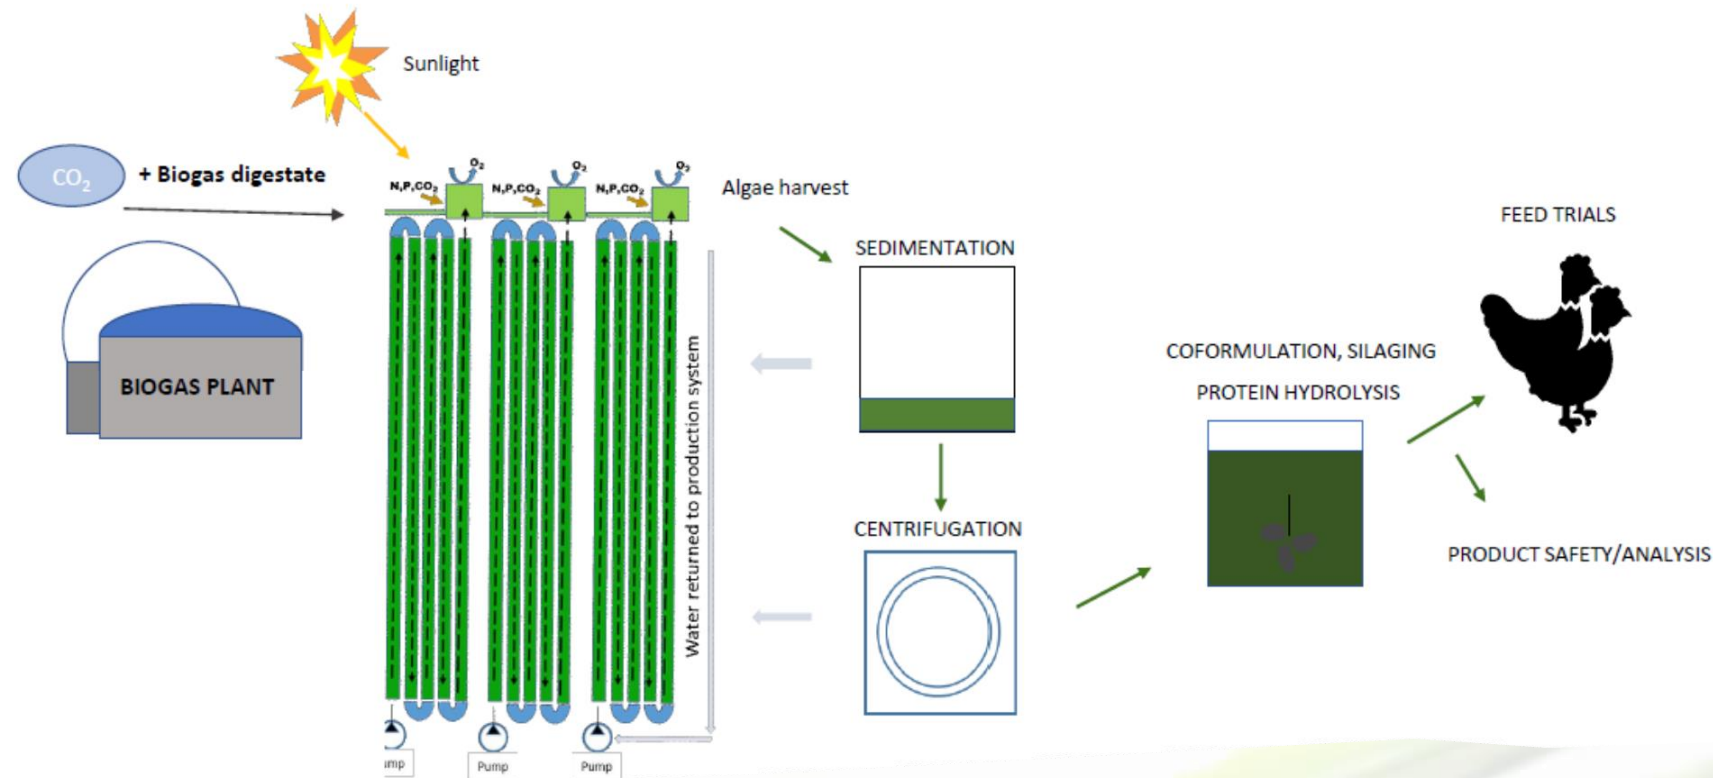 Sunlight
CO2
+ Biogas digestate
BIOGAS PLANT
O2
O2
O2
N,P,CO2
N,P,CO2
N,P,CO2
Algae harvest
Water returned to production system
ump
Pump
Pump
SEDIMENTATION
CENTRIFUGATION
COFORMULATION, SILAGING
PROTEIN HYDROLYSIS
FEED TRIALS
PRODUCT SAFETY/ANALYSIS